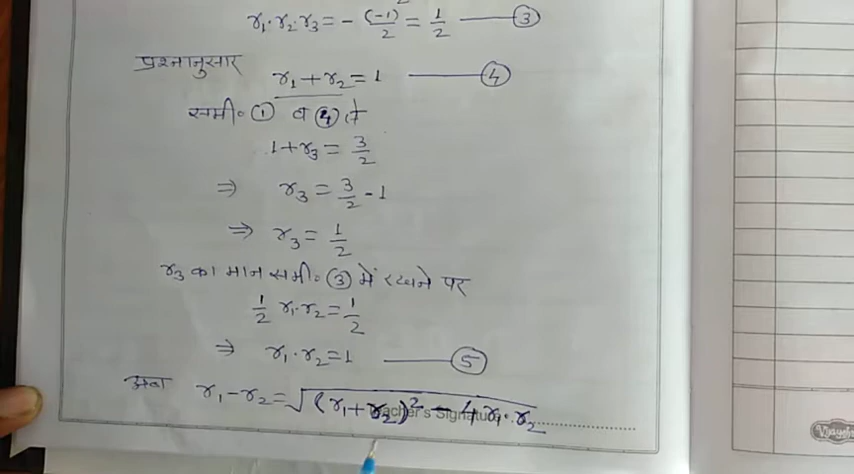 r₁·r₂·r₃ = - (-1)/2 = 1/2 —— ③
प्रश्नानुसार
r₁+r₂ = 1 —— ④
समी० ① व ④ से
1+r₃ = 3/2
⇒ r₃ = 3/2 - 1
⇒ r₃ = 1/2
r₃ का मान समी० ③ में रखने पर
1/2 r₁·r₂ = 1/2
⇒ r₁·r₂ = 1 —— ⑤
अब r₁-r₂ = √(r₁+r₂)² - 4r₁·r₂
Teacher's Signature